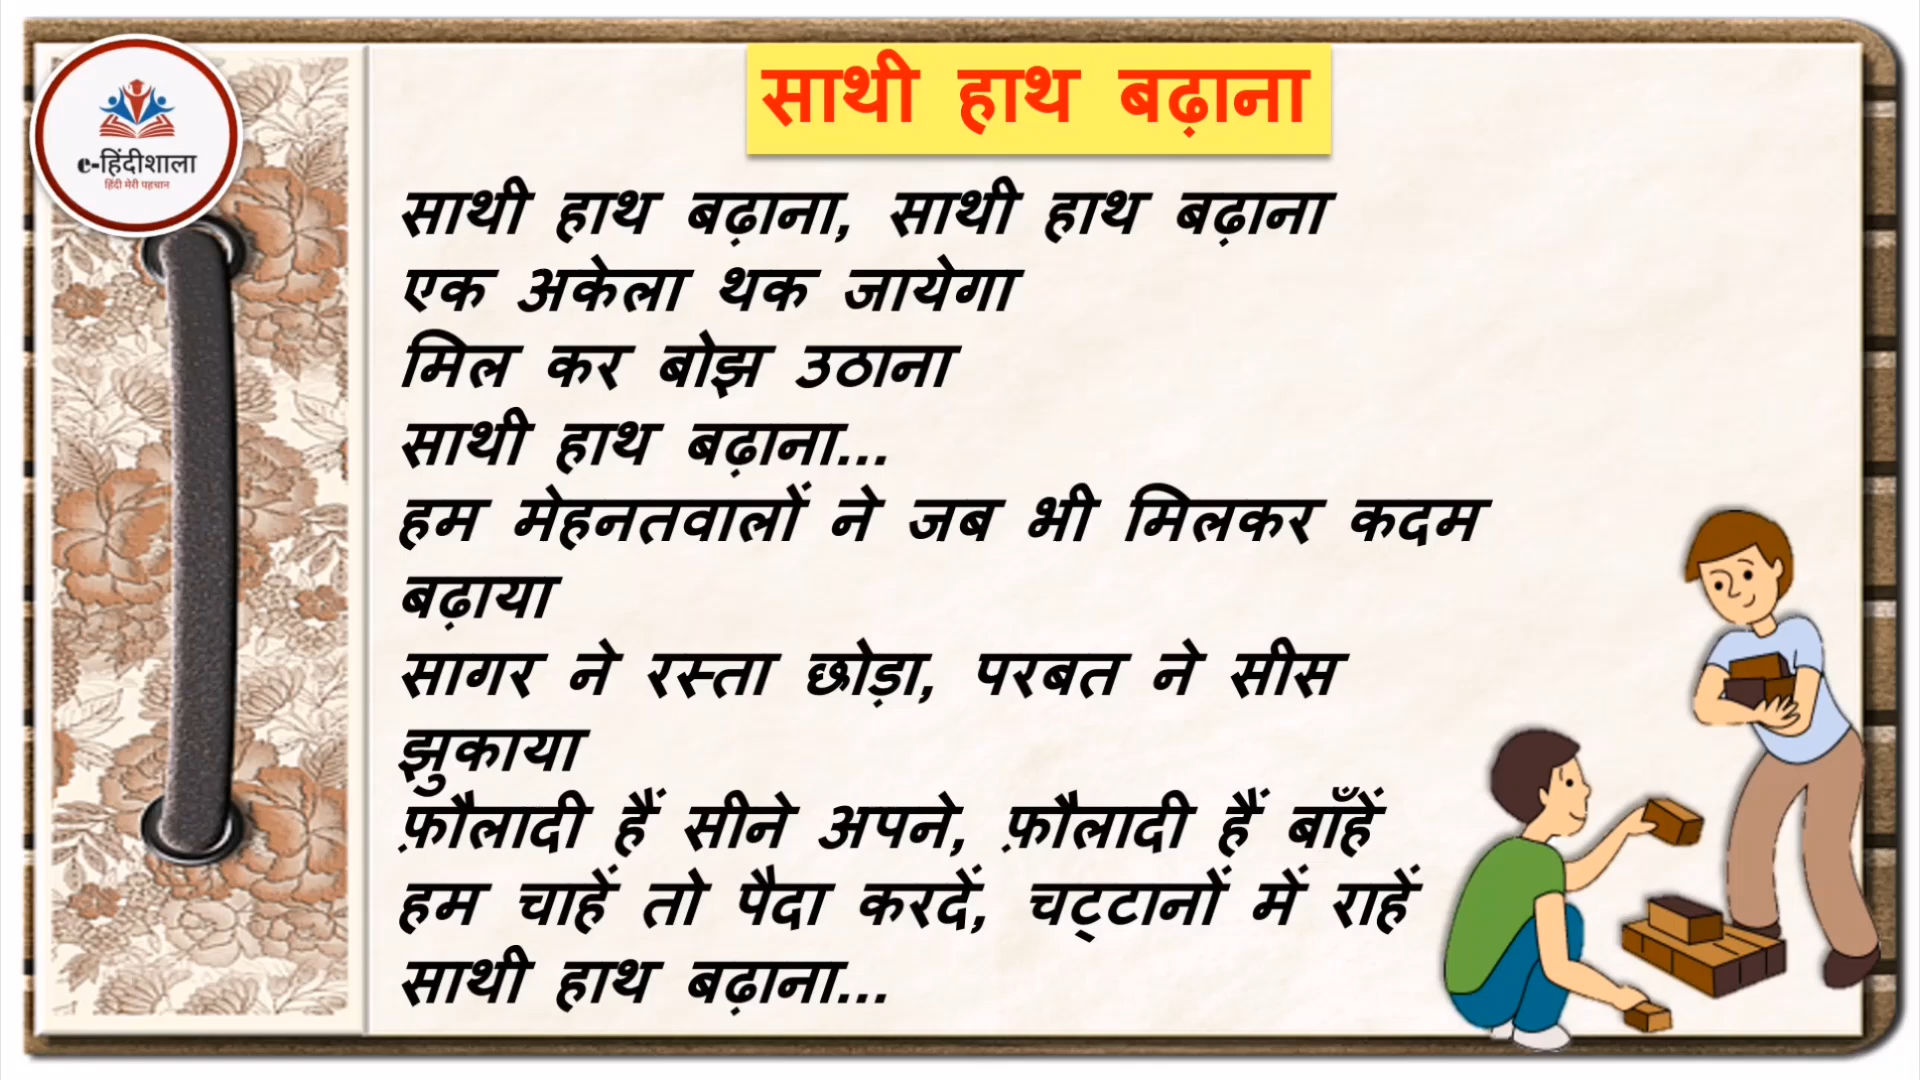 e-हिंदीशाला
हिंदी मेरी पहचान
साथी हाथ बढ़ाना
साथी हाथ बढ़ाना, साथी हाथ बढ़ाना
एक अकेला थक जायेगा
मिल कर बोझ उठाना
साथी हाथ बढ़ाना...
हम मेहनतवालों ने जब भी मिलकर कदम
बढ़ाया
सागर ने रस्ता छोड़ा, परबत ने सीस
झुकाया
फ़ौलादी हैं सीने अपने, फ़ौलादी हैं बाँहें
हम चाहें तो पैदा करदें, चट्टानों में राहें
साथी हाथ बढ़ाना...